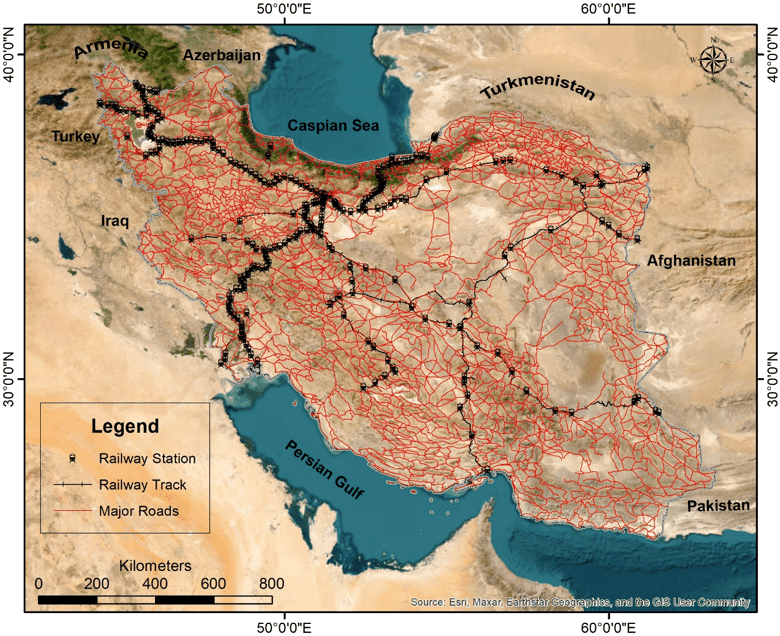 50°0'0"E 60°0'0"E
40°0'0"N 40°0'0"N
Armenia
Azerbaijan
N
W E
S
Turkmenistan
Caspian Sea
Turkey
Iraq
Afghanistan
30°0'0"N 30°0'0"N
Legend
Railway Station
Railway Track
Major Roads
Persian Gulf
Pakistan
Kilometers
0 200 400 600 800
Source: Esri, Maxar, Earthstar Geographics, and the GIS User Community
50°0'0"E 60°0'0"E